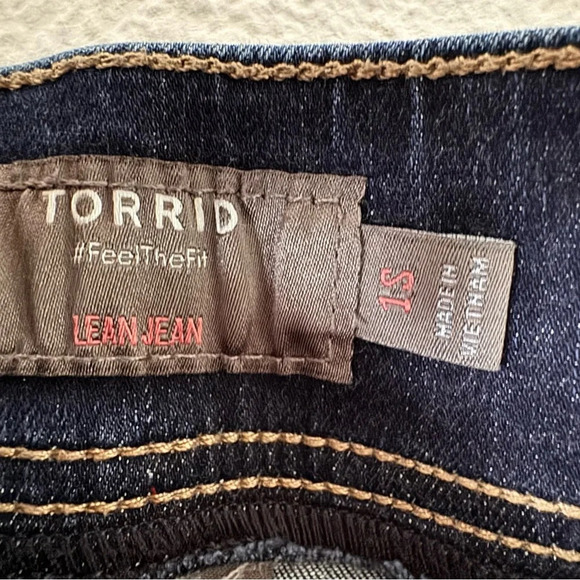 TORRID
#FeelTheFit
LEAN JEAN
1S
MADE IN
VIETNAM